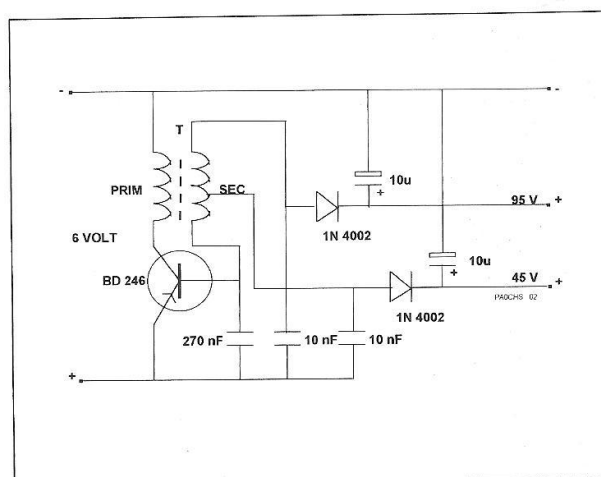 - -
T
10u
+
PRIM SEC
95 V +
1N 4002
6 VOLT
10u
+
BD 246
45 V +
PA0CHS 02
1N 4002
270 nF 10 nF 10 nF
+